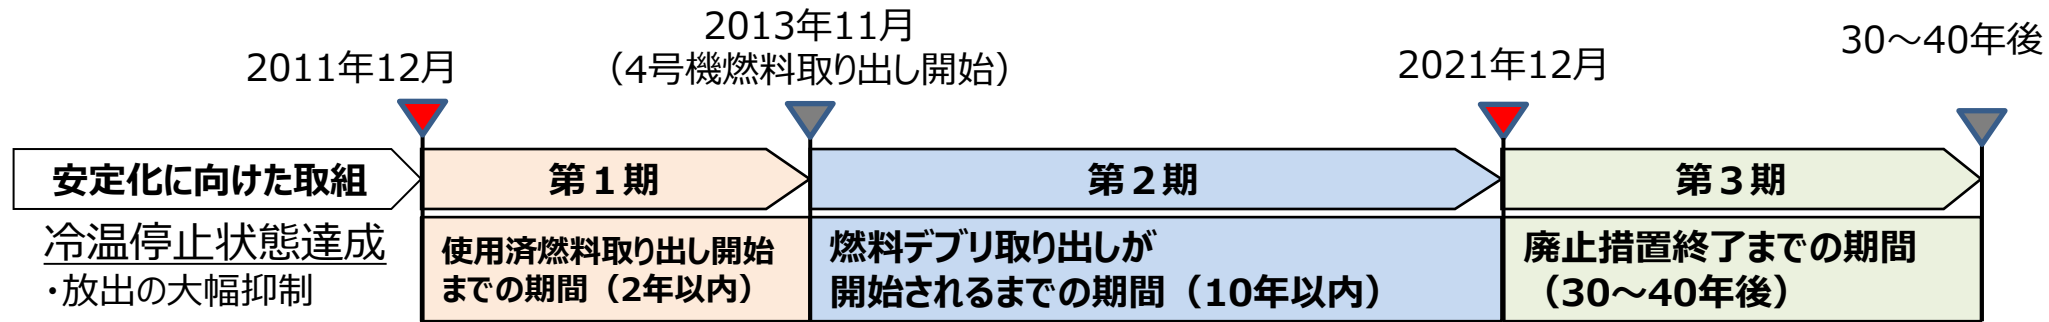 2011年12月
2013年11月
（4号機燃料取り出し開始）
2021年12月
30～40年後
安定化に向けた取組
第１期
第２期
第３期
冷温停止状態達成
・放出の大幅抑制
使用済燃料取り出し開始
までの期間（2年以内）
燃料デブリ取り出しが
開始されるまでの期間（10年以内）
廃止措置終了までの期間
（30～40年後）